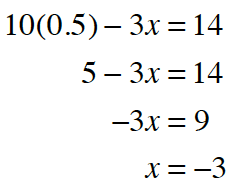 10(0.5) − 3x = 14
5 − 3x = 14
−3x = 9
x = −3